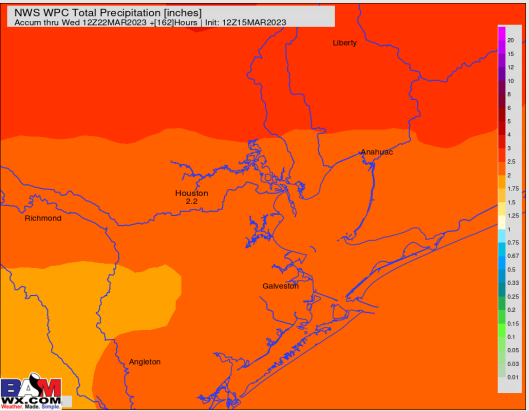 NWS WPC Total Precipitation [inches]
Accum thru Wed 12Z22MAR2023 +[162]Hours | Init: 12Z15MAR2023
Liberty
Anahuac
Houston
2.2
Richmond
Galveston
Angleton
20
15
12
10
8
6
5
4
3
2.5
2
1.75
1.5
1.25
1
0.75
0.67
0.5
0.33
0.25
0.2
0.15
0.1
0.05
0.03
0.01
BAM
WX.COM
Weather. Made. Simple.